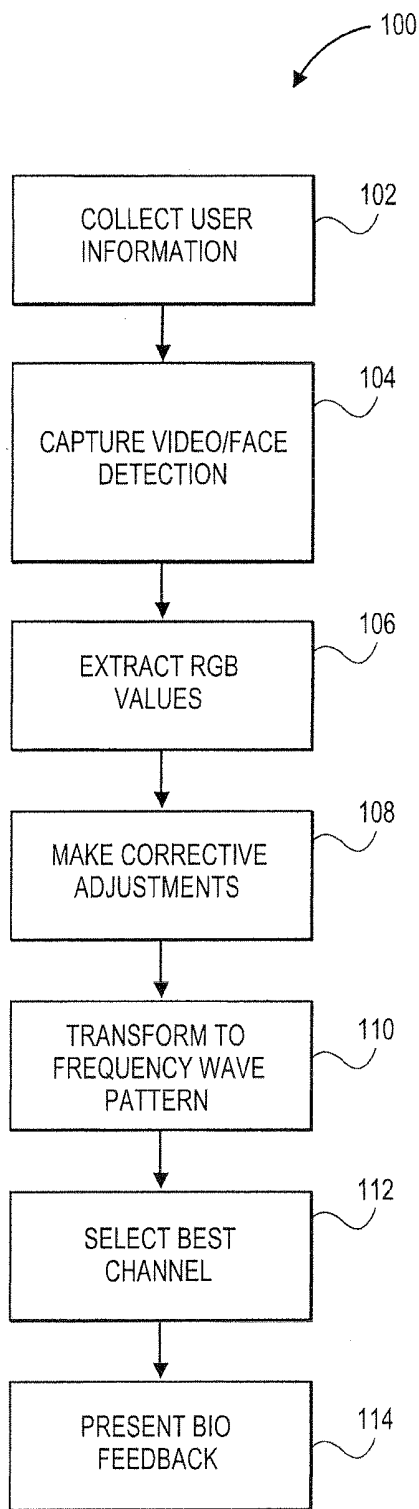 100
COLLECT USER
INFORMATION
102
CAPTURE VIDEO/FACE
DETECTION
104
EXTRACT RGB
VALUES
106
MAKE CORRECTIVE
ADJUSTMENTS
108
TRANSFORM TO
FREQUENCY WAVE
PATTERN
110
SELECT BEST
CHANNEL
112
PRESENT BIO
FEEDBACK
114